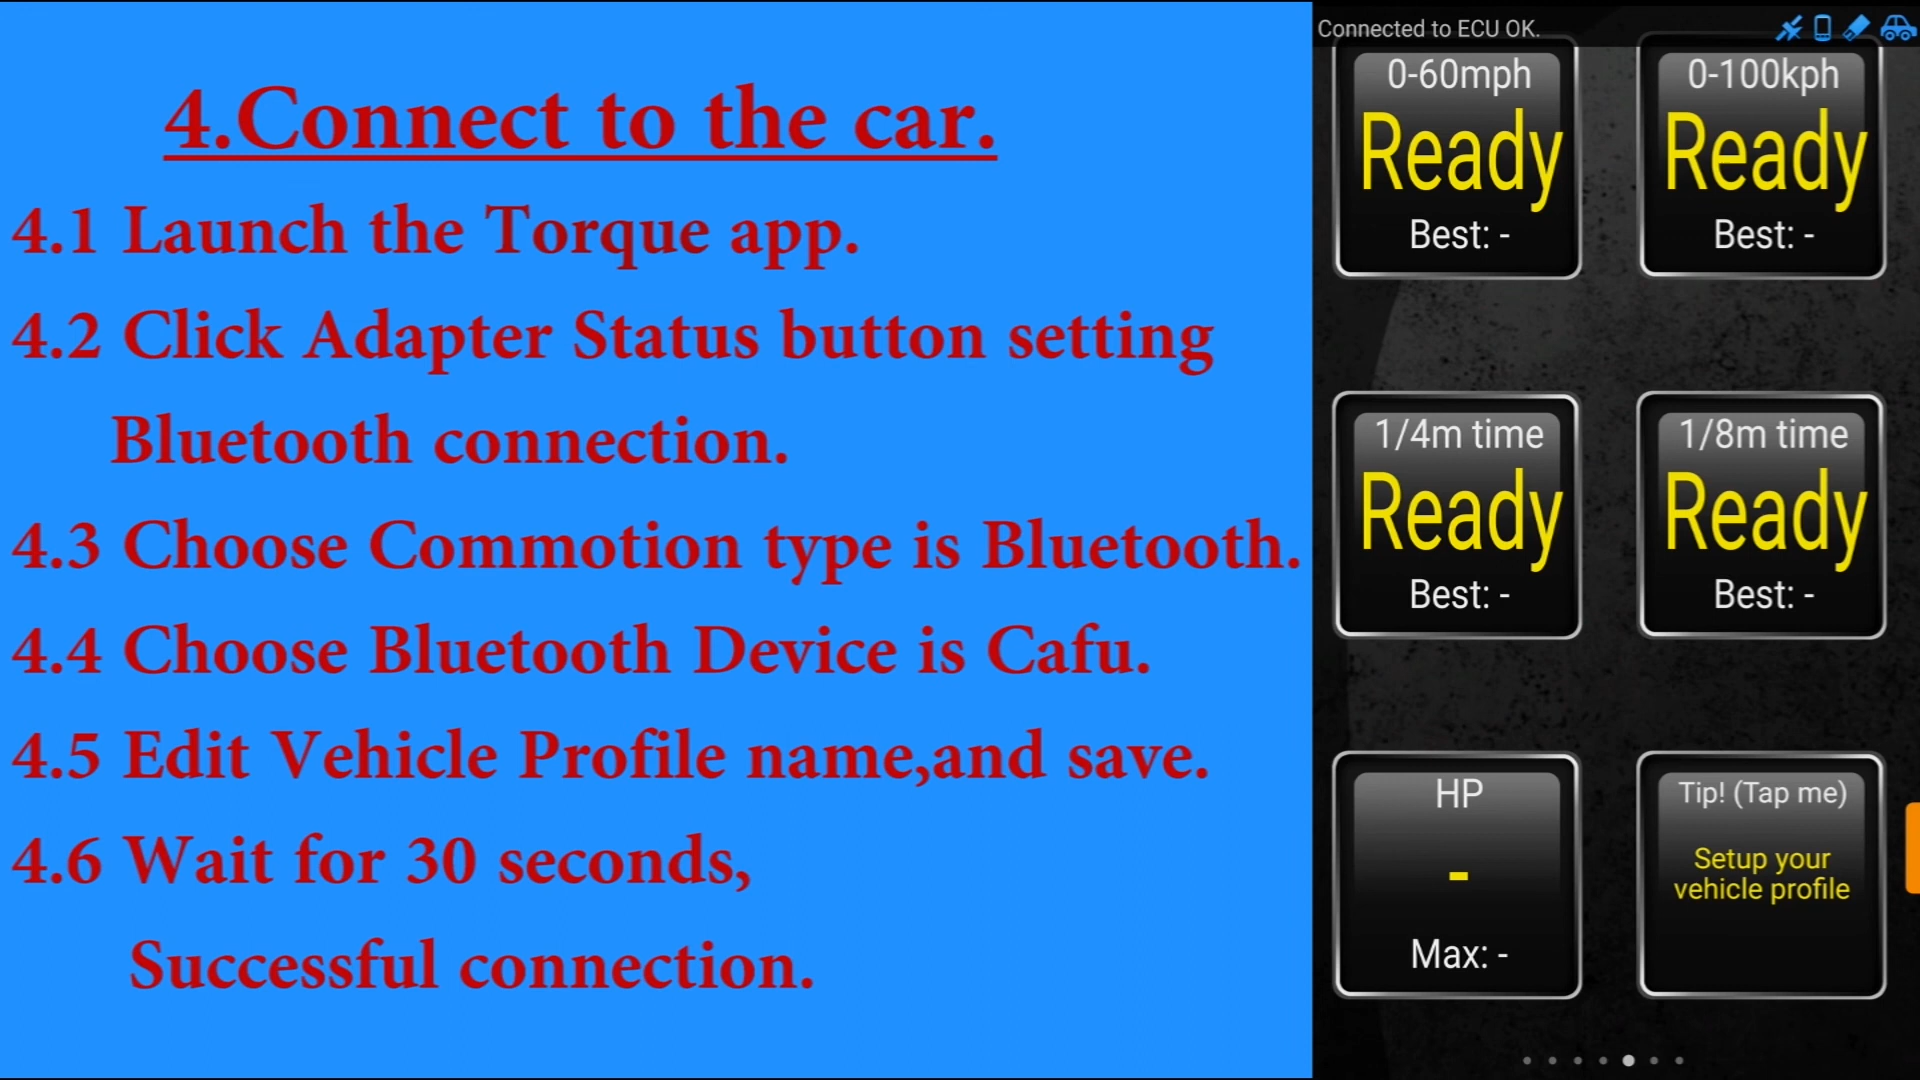 4.Connect to the car.
4.1 Launch the Torque app.
4.2 Click Adapter Status button setting
Bluetooth connection.
4.3 Choose Commotion type is Bluetooth.
4.4 Choose Bluetooth Device is Cafu.
4.5 Edit Vehicle Profile name,and save.
4.6 Wait for 30 seconds,
Successful connection.
Connected to ECU OK.
0-60mph
Ready
Best: -
0-100kph
Ready
Best: -
1/4m time
Ready
Best: -
1/8m time
Ready
Best: -
HP
-
Max: -
Tip! (Tap me)
Setup your
vehicle profile